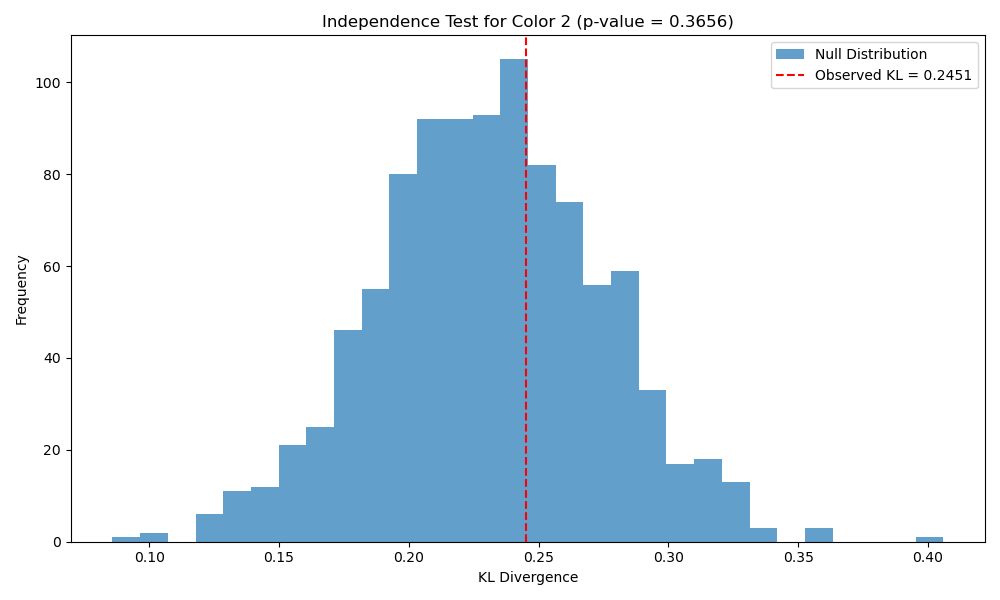 Independence Test for Color 2 (p-value = 0.3656)
Null Distribution
Observed KL = 0.2451
Frequency
100
80
60
40
20
0
0.10 0.15 0.20 0.25 0.30 0.35 0.40
KL Divergence